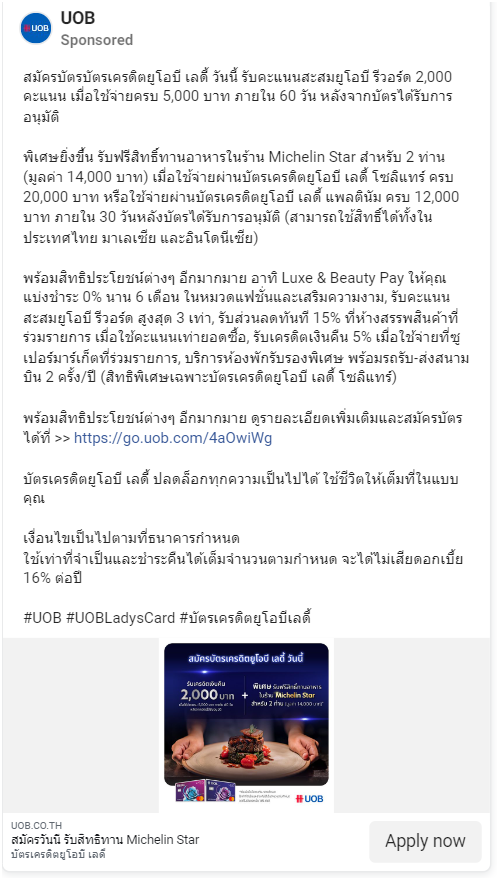 UOB
UOB
Sponsored
สมัครบัตรบัตรเครดิตยูโอบี เลดี้ วันนี้ รับคะแนนสะสมยูโอบี รีวอร์ด 2,000
คะแนน เมื่อใช้จ่ายครบ 5,000 บาท ภายใน 60 วัน หลังจากบัตรได้รับการ
อนุมัติ
พิเศษยิ่งขึ้น รับฟรีสิทธิ์ทานอาหารในร้าน Michelin Star สำหรับ 2 ท่าน
(มูลค่า 14,000 บาท) เมื่อใช้จ่ายผ่านบัตรเครดิตยูโอบี เลดี้ โซลิแทร์ ครบ
20,000 บาท หรือใช้จ่ายผ่านบัตรเครดิตยูโอบี เลดี้ แพลตินัม ครบ 12,000
บาท ภายใน 30 วันหลังบัตรได้รับการอนุมัติ (สามารถใช้สิทธิ์ได้ทั้งใน
ประเทศไทย มาเลเซีย และอินโดนีเซีย)
พร้อมสิทธิประโยชน์ต่างๆ อีกมากมาย อาทิ Luxe & Beauty Pay ให้คุณ
แบ่งชำระ 0% นาน 6 เดือน ในหมวดแฟชั่นและเสริมความงาม, รับคะแนน
สะสมยูโอบี รีวอร์ด สูงสุด 3 เท่า, รับส่วนลดทันที 15% ที่ห้างสรรพสินค้าที่
ร่วมรายการ เมื่อใช้คะแนนเท่ายอดซื้อ, รับเครดิตเงินคืน 5% เมื่อใช้จ่ายที่ซู
เปอร์มาร์เก็ตที่ร่วมรายการ, บริการห้องพักรับรองพิเศษ พร้อมรถรับ-ส่งสนาม
บิน 2 ครั้ง/ปี (สิทธิพิเศษเฉพาะบัตรเครดิตยูโอบี เลดี้ โซลิแทร์)
พร้อมสิทธิประโยชน์ต่างๆ อีกมากมาย ดูรายละเอียดเพิ่มเติมและสมัครบัตร
ได้ที่ >> https://go.uob.com/4aOwiWg
บัตรเครดิตยูโอบี เลดี้ ปลดล็อกทุกความเป็นไปได้ ใช้ชีวิตให้เต็มที่ในแบบ
คุณ
เงื่อนไขเป็นไปตามที่ธนาคารกำหนด
ใช้เท่าที่จำเป็นและชำระคืนได้เต็มจำนวนตามกำหนด จะได้ไม่เสียดอกเบี้ย
16% ต่อปี
#UOB #UOBLadysCard #บัตรเครดิตยูโอบีเลดี้
สมัครบัตรเครดิตยูโอบี เลดี้ วันนี้
รับเครดิตเงินคืน
2,000 บาท
+
พิเศษ รับฟรีสิทธิ์ทานอาหาร
ในร้าน Michelin Star
สำหรับ 2 ท่าน (มูลค่า 14,000 บาท)
UOB
UOB.CO.TH
สมัครวันนี้ รับสิทธิทาน Michelin Star
บัตรเครดิตยูโอบี เลดี้
Apply now